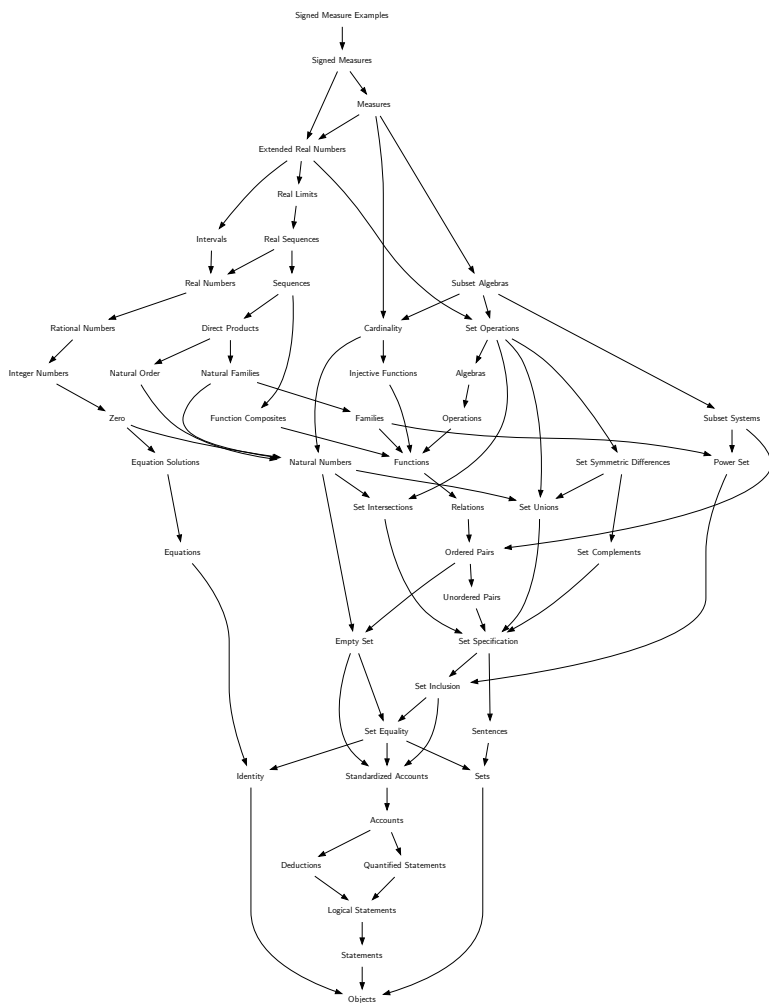 Signed Measure Examples
Signed Measures
Measures
Extended Real Numbers
Real Limits
Intervals
Real Sequences
Real Numbers
Sequences
Subset Algebras
Rational Numbers
Direct Products
Cardinality
Set Operations
Integer Numbers
Natural Order
Natural Families
Injective Functions
Algebras
Zero
Function Composites
Families
Operations
Subset Systems
Equation Solutions
Natural Numbers
Functions
Set Symmetric Differences
Power Set
Set Intersections
Relations
Set Unions
Equations
Ordered Pairs
Set Complements
Unordered Pairs
Empty Set
Set Specification
Set Inclusion
Set Equality
Sentences
Identity
Standardized Accounts
Sets
Accounts
Deductions
Quantified Statements
Logical Statements
Statements
Objects